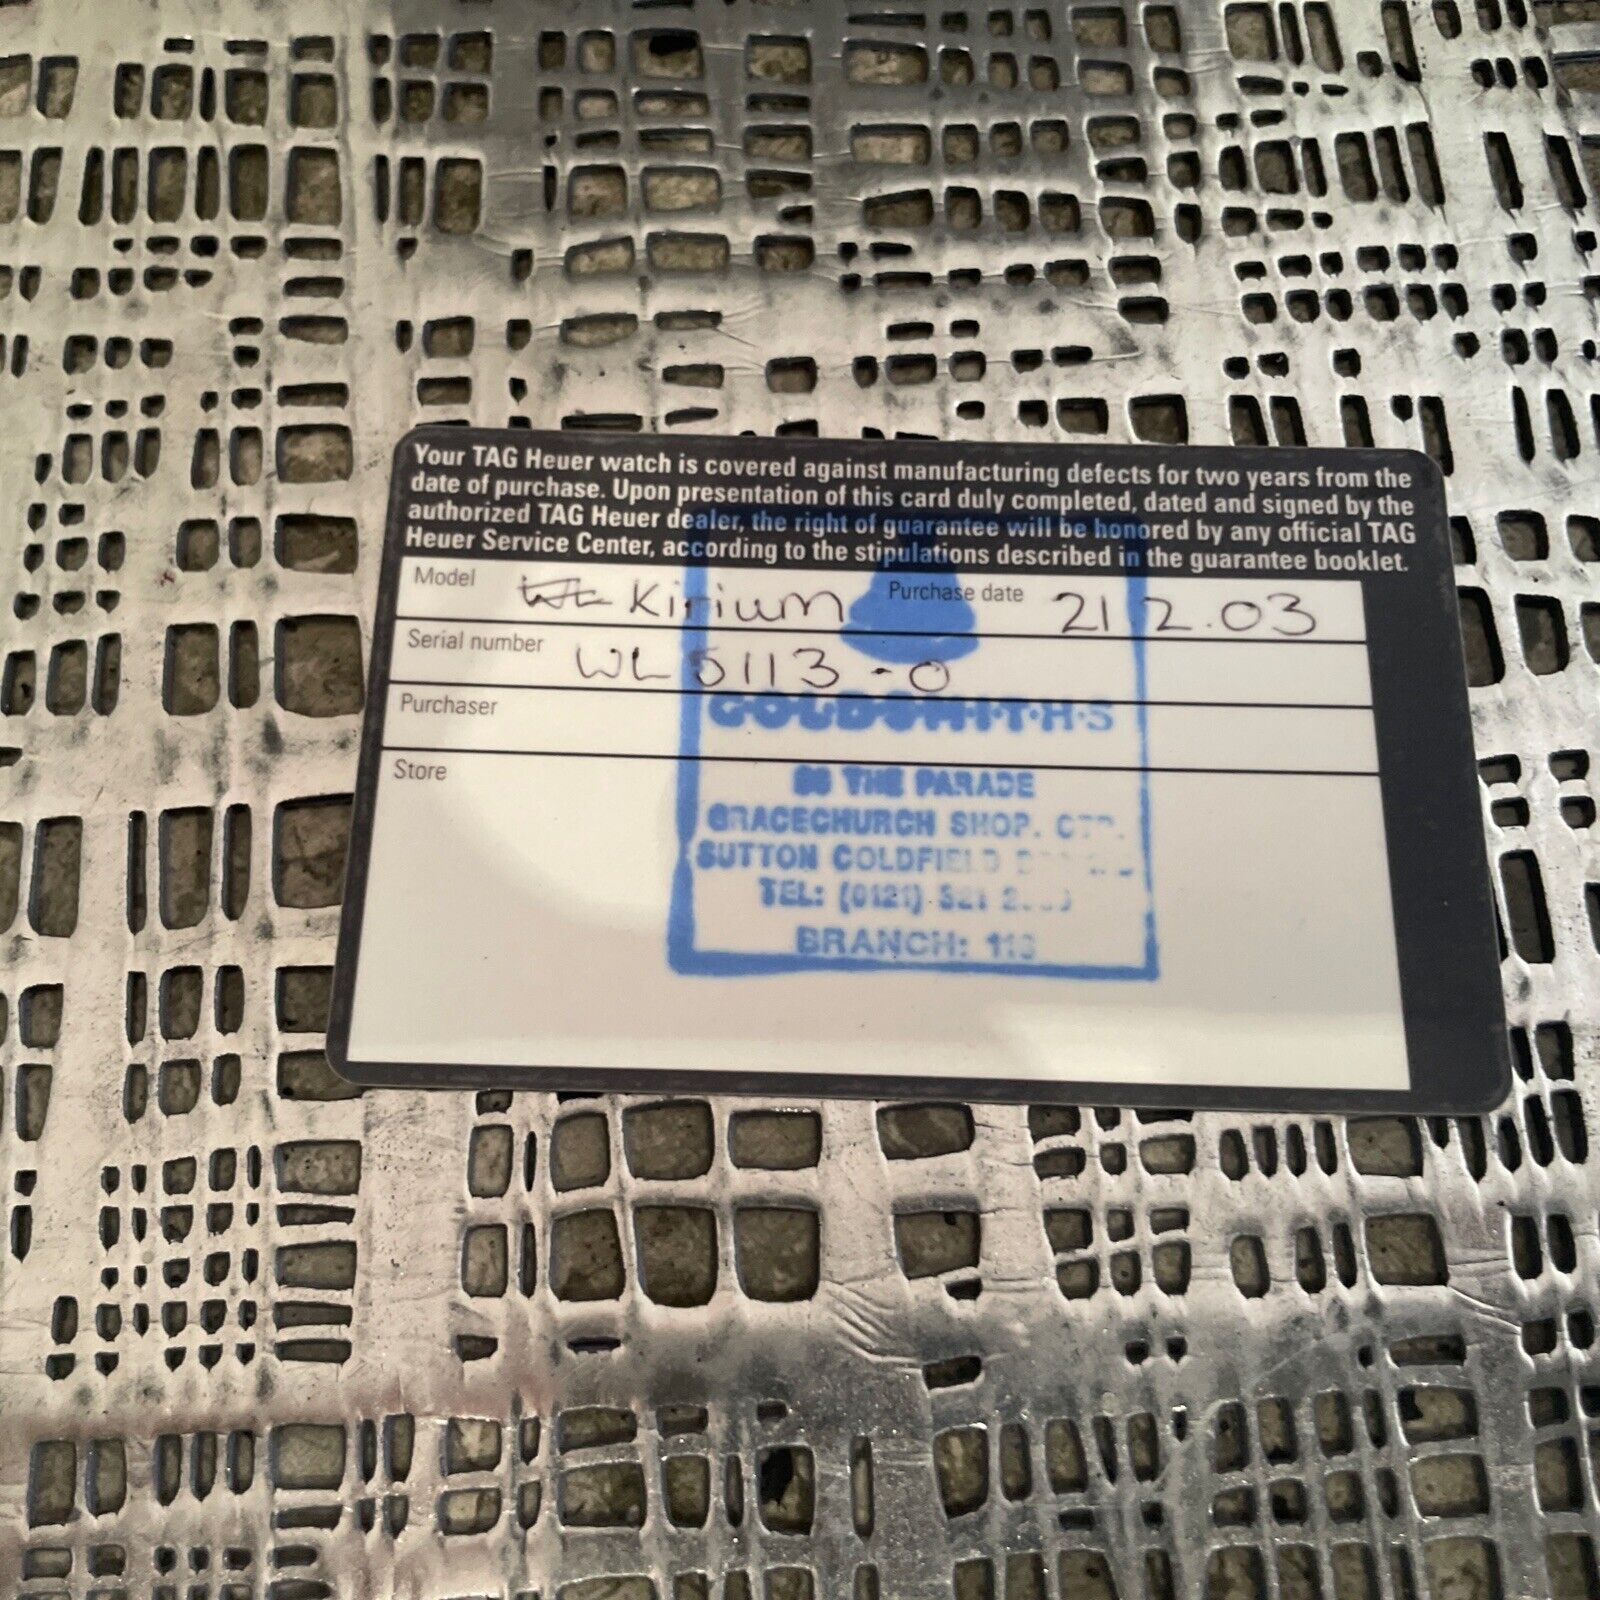 Your TAG Heuer watch is covered against manufacturing defects for two years from the
date of purchase. Upon presentation of this card duly completed, dated and signed by the
authorized TAG Heuer dealer, the right of guarantee will be honored by any official TAG
Heuer Service Center, according to the stipulations described in the guarantee booklet.
Model Kirium Purchase date 21 2.03
Serial number WL5113-0
Purchaser
GOLDSMITH·S
Store
THE PARADE
GRACECHURCH SHOP.
SUTTON COLDFIELD
TEL: (0121) 321
BRANCH: